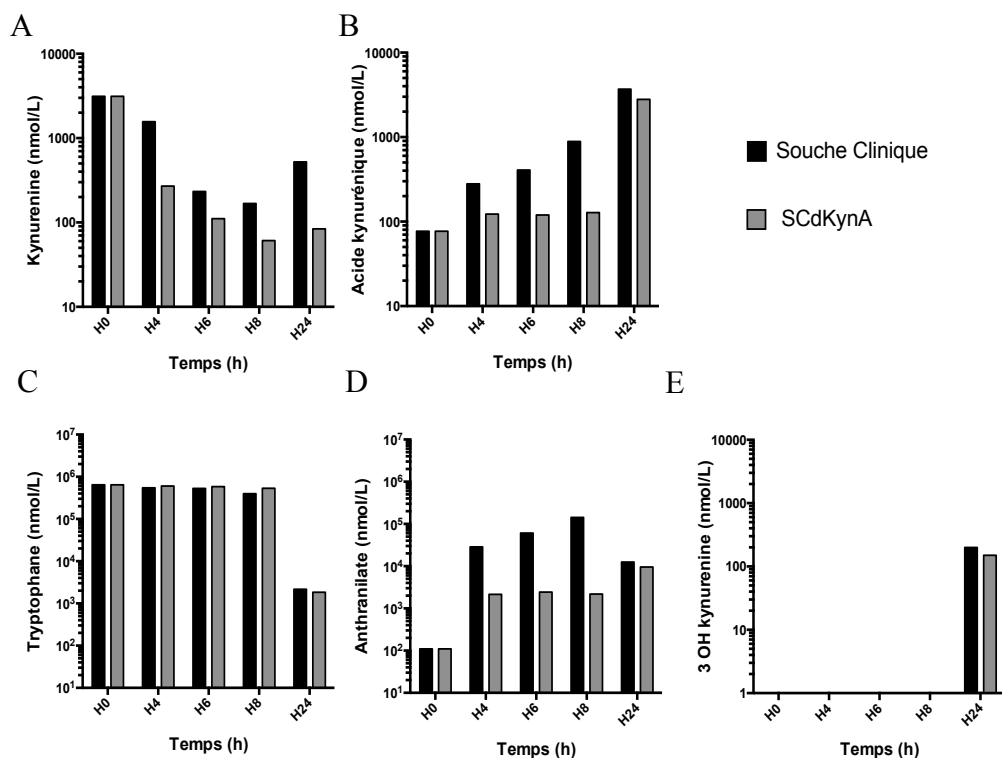 A
B
Kynurenine (nmol/L)
10000
1000
100
10
H0 H4 H6 H8 H24
Temps (h)
Acide kynurénique (nmol/L)
10000
1000
100
10
H0 H4 H6 H8 H24
Temps (h)
Souche Clinique
SCdKynA
C
D
E
Tryptophane (nmol/L)
10⁷
10⁶
10⁵
10⁴
10³
10²
10¹
H0 H4 H6 H8 H24
Temps (h)
Anthranilate (nmol/L)
10⁷
10⁶
10⁵
10⁴
10³
10²
10¹
H0 H4 H6 H8 H24
Temps (h)
3 OH kynurenine (nmol/L)
10000
1000
100
10
1
H0 H4 H6 H8 H24
Temps (h)